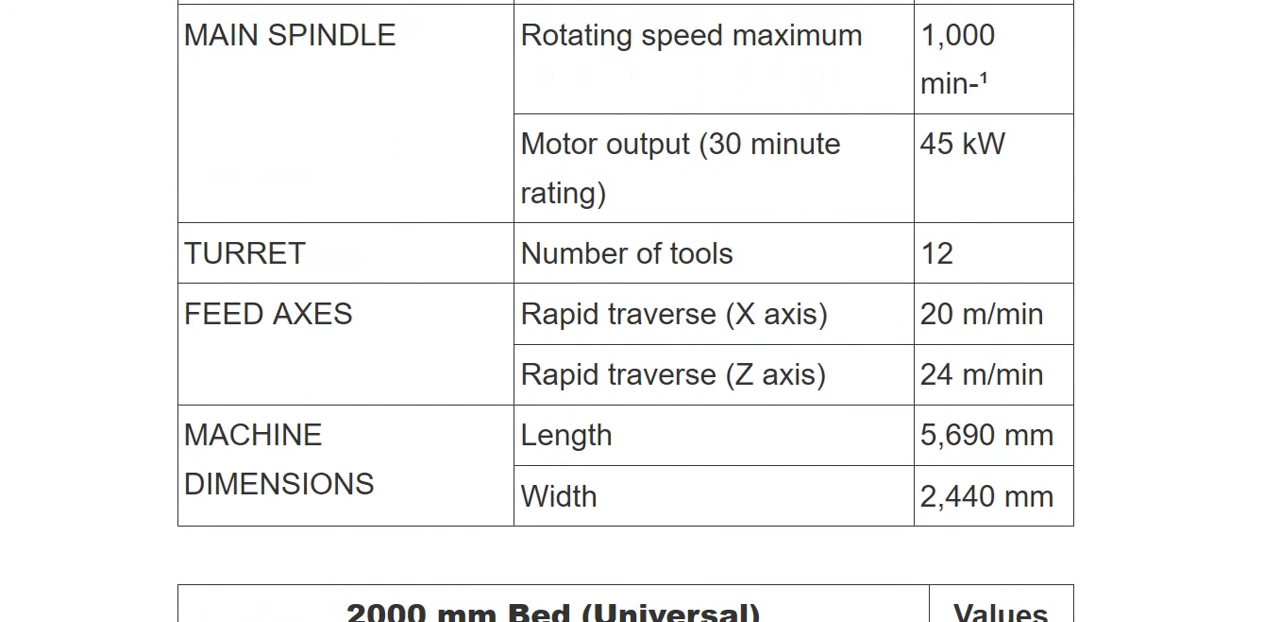 MAIN SPINDLE
Rotating speed maximum
1,000
min-¹
Motor output (30 minute
rating)
45 kW
TURRET
Number of tools
12
FEED AXES
Rapid traverse (X axis)
20 m/min
Rapid traverse (Z axis)
24 m/min
MACHINE
DIMENSIONS
Length
5,690 mm
Width
2,440 mm
2000 mm Bed (Universal)
Values